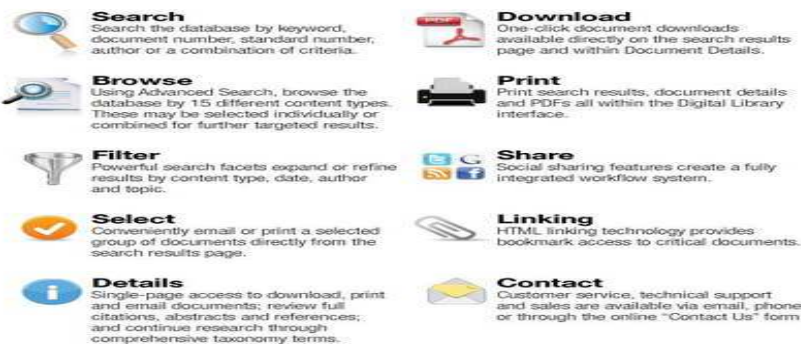 Search
Search the database by keyword,
document number, standard number,
author or a combination of criteria.
Browse
Using Advanced Search, browse the
database by 15 different content types.
These may be selected individually or
combined for further targeted results.
Filter
Powerful search facets expand or refine
results by content type, date, author
and topic.
Select
Conveniently email or print a selected
group of documents directly from the
search results page.
Details
Single-page access to download, print
and email documents; review full
citations, abstracts and references;
and continue research through
comprehensive taxonomy terms.
PDF
Download
One-click document downloads
available directly on the search results
page and within Document Details.
Print
Print search results, document details
and PDFs all within the Digital Library
interface.
Share
Social sharing features create a fully
integrated workflow system.
Linking
HTML linking technology provides
bookmark access to critical documents.
Contact
Customer service, technical support
and sales are available via email, phone
or through the online "Contact Us" form